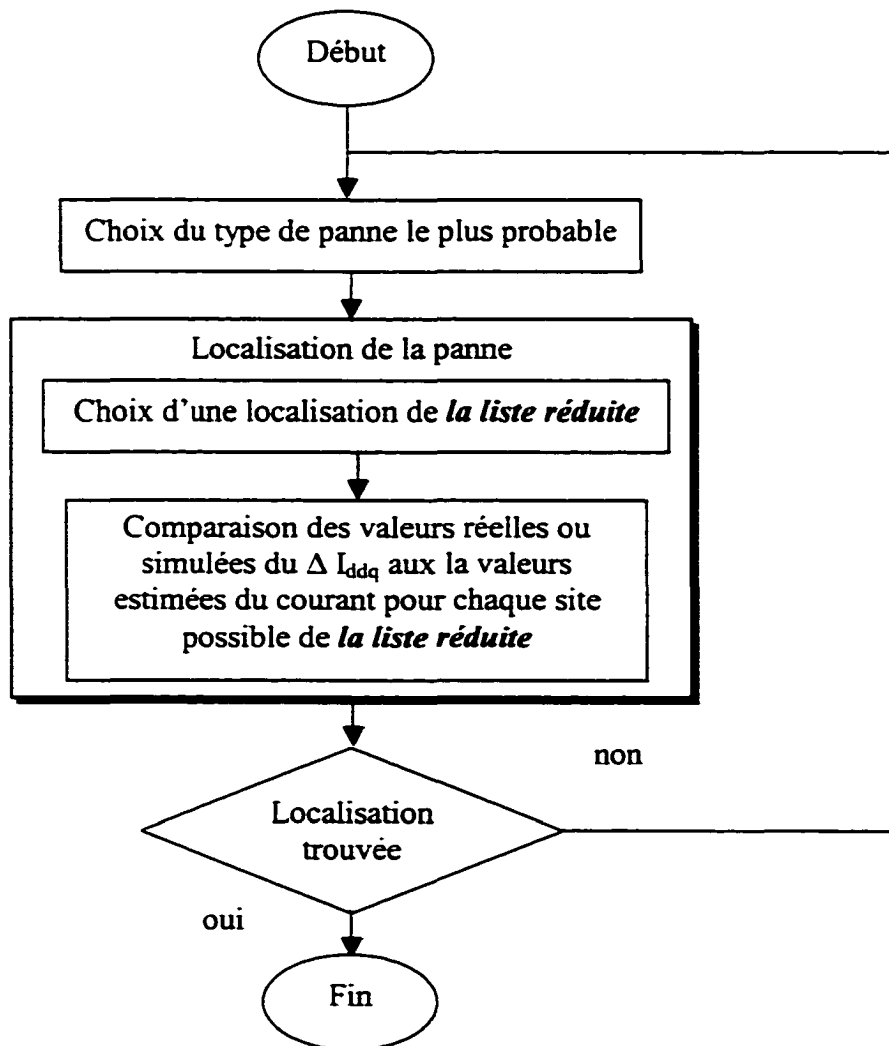 Début
Choix du type de panne le plus probable
Localisation de la panne
Choix d'une localisation de la liste réduite
Comparaison des valeurs réelles ou
simulées du Δ Iddq aux la valeurs
estimées du courant pour chaque site
possible de la liste réduite
non
Localisation
trouvée
oui
Fin